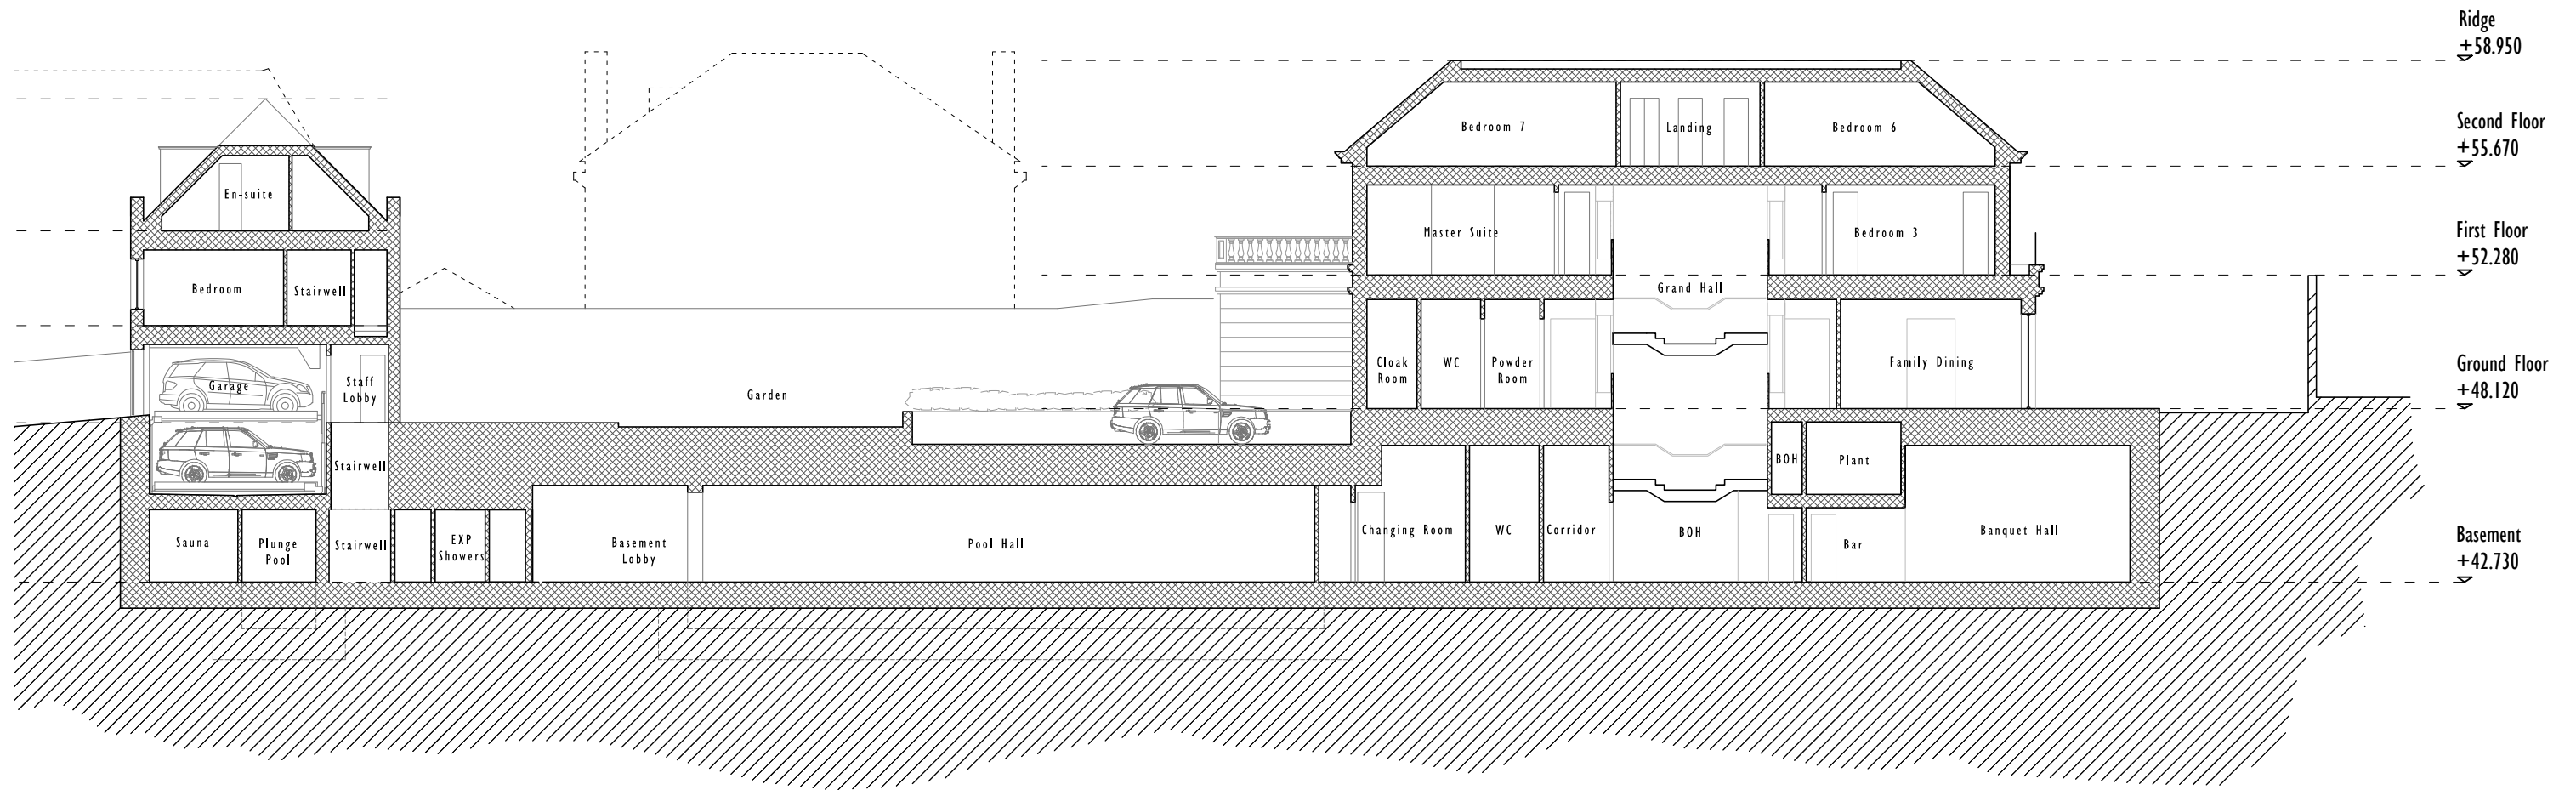 Ridge
+58.950
Second Floor
+55.670
First Floor
+52.280
Ground Floor
+48.120
Basement
+42.730
Bedroom 7
Landing
Bedroom 6
En-suite
Master Suite
Bedroom 3
Bedroom
Stairwell
Grand Hall
Garage
Staff
Lobby
Garden
Cloak
Room
WC
Powder
Room
Family Dining
Stairwell
BOH
Plant
Sauna
Plunge
Pool
Stairwell
EXP
Showers
Basement
Lobby
Pool Hall
Changing Room
WC
Corridor
BOH
Bar
Banquet Hall